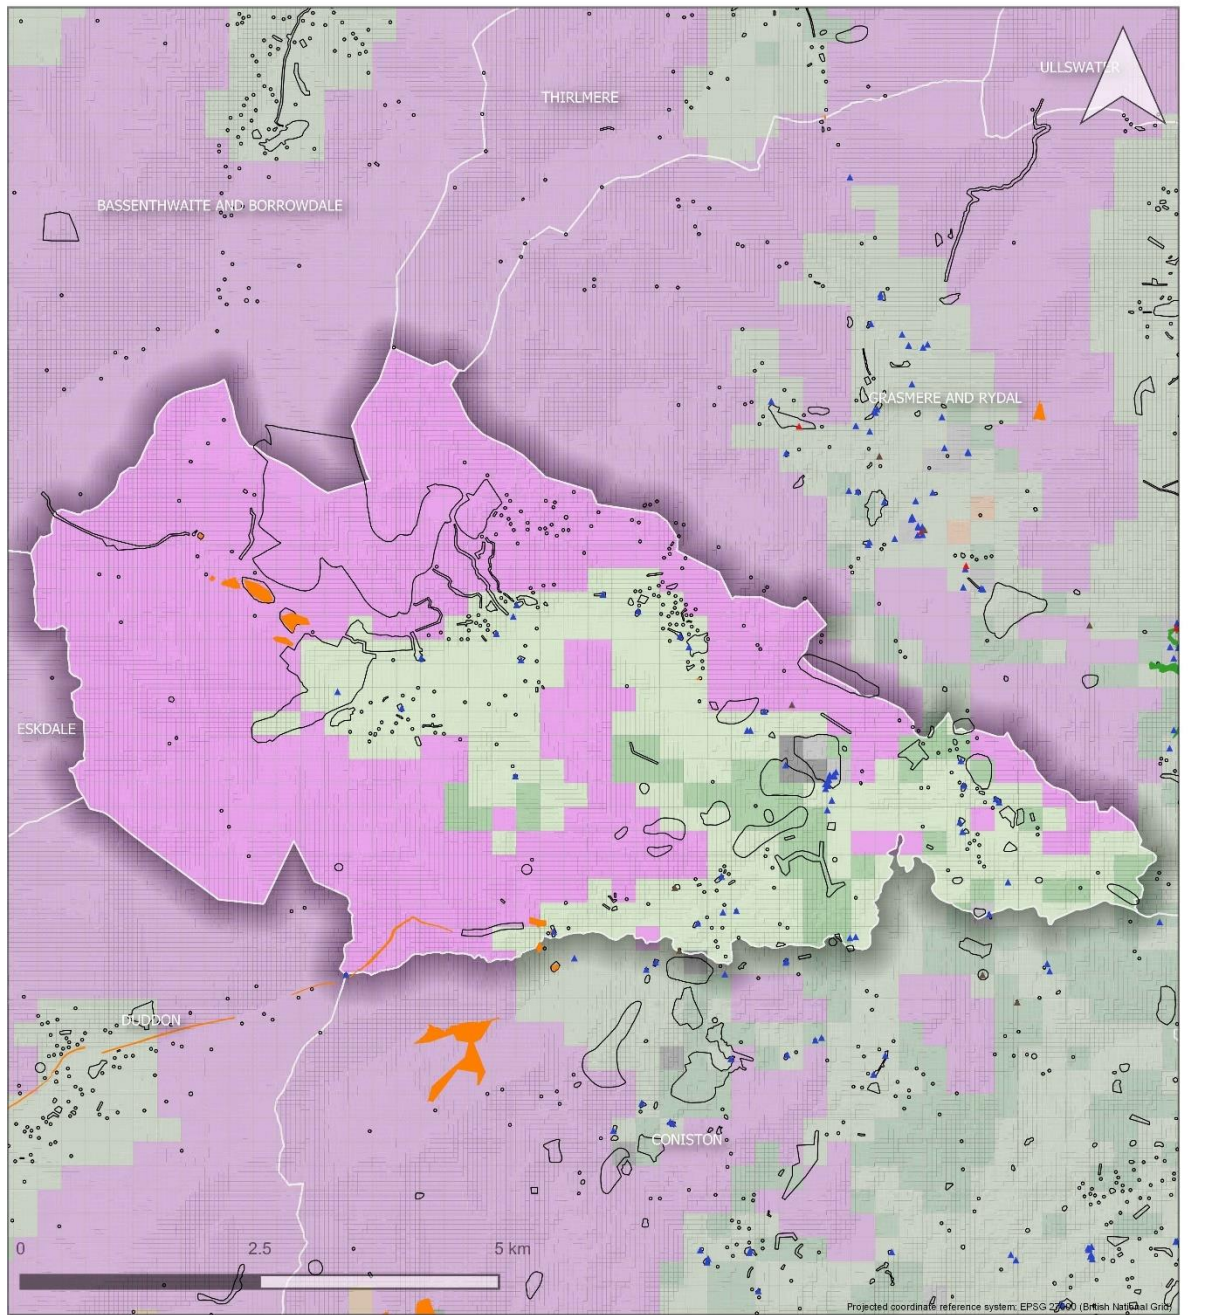 ULLSWATER
THIRLMERE
BASSENTHWAITE AND BORROWDALE
GRASMERE AND RYDAL
ESKDALE
DUDDON
CONISTON
0 2.5 5 km
Projected coordinate reference system: EPSG 27700 (British National Grid)